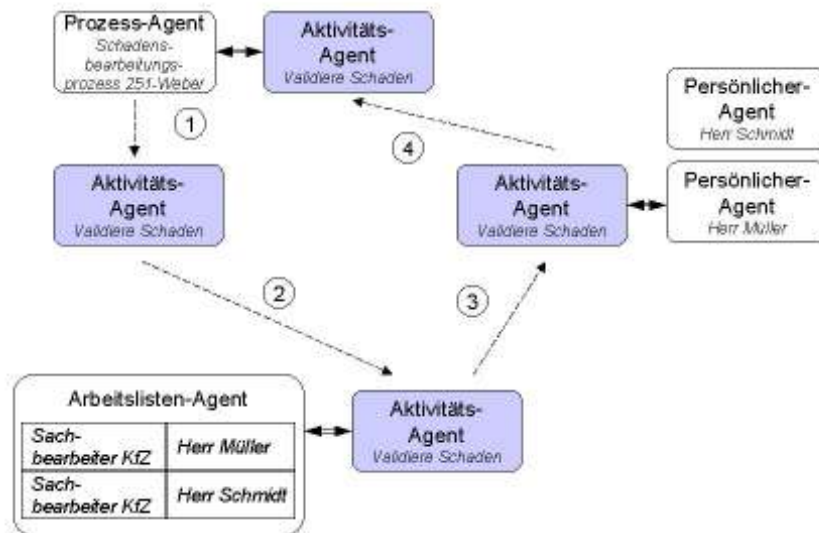 Prozess-Agent
Schadens-
bearbeitungs-
prozess 251-Weber
Aktivitäts-
Agent
Validiere Schaden
Persönlicher-
Agent
Herr Schmidt
1
4
Aktivitäts-
Agent
Validiere Schaden
Aktivitäts-
Agent
Validiere Schaden
Persönlicher-
Agent
Herr Müller
2
3
Arbeitslisten-Agent
Sach-
bearbeiter KfZ
Herr Müller
Sach-
bearbeiter KfZ
Herr Schmidt
Aktivitäts-
Agent
Validiere Schaden